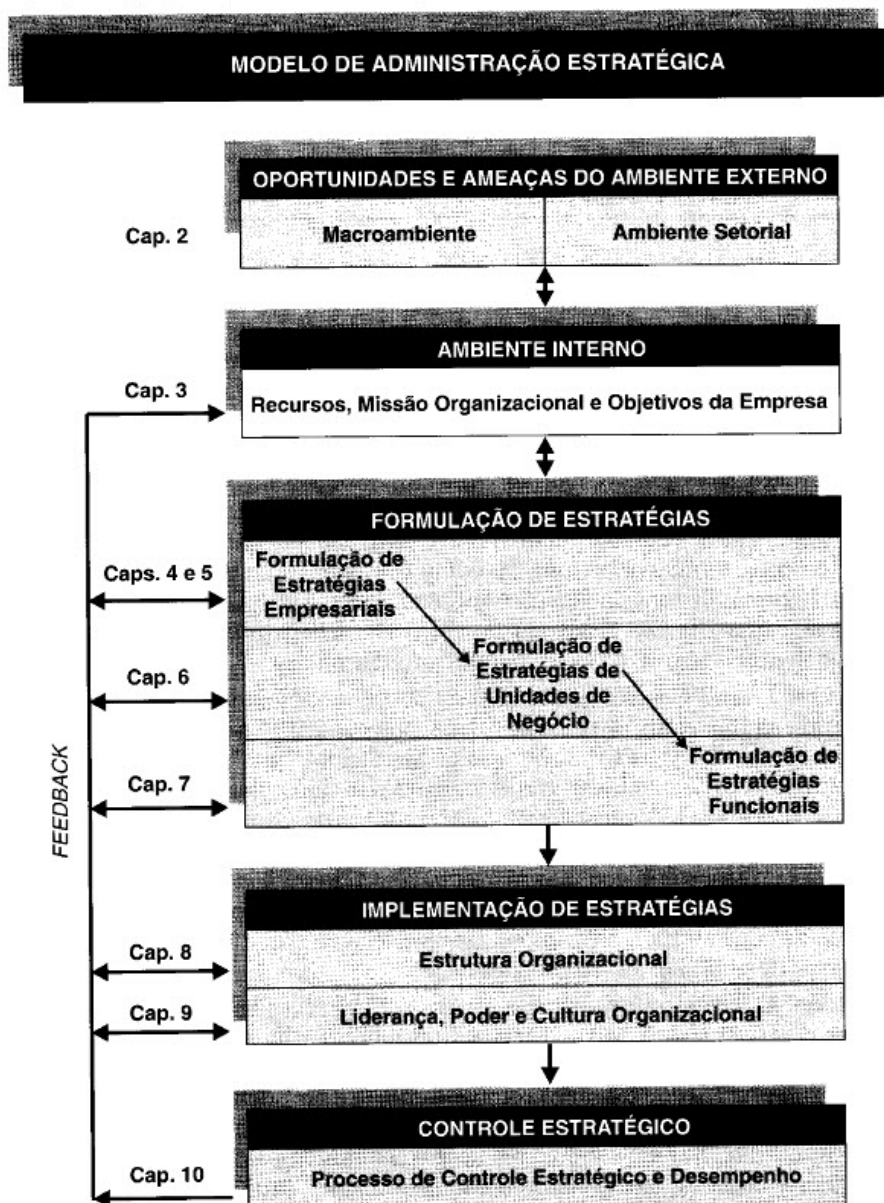 MODELO DE ADMINISTRAÇÃO ESTRATÉGICA
OPORTUNIDADES E AMEAÇAS DO AMBIENTE EXTERNO
Cap. 2
Macroambiente
Ambiente Setorial
AMBIENTE INTERNO
Cap. 3
Recursos, Missão Organizacional e Objetivos da Empresa
FORMULAÇÃO DE ESTRATÉGIAS
Caps. 4 e 5
Formulação de
Estratégias
Empresariais
Cap. 6
Formulação de
Estratégias de
Unidades de
Negócio
Cap. 7
Formulação de
Estratégias
Funcionais
FEEDBACK
IMPLEMENTAÇÃO DE ESTRATÉGIAS
Cap. 8
Estrutura Organizacional
Cap. 9
Liderança, Poder e Cultura Organizacional
CONTROLE ESTRATÉGICO
Cap. 10
Processo de Controle Estratégico e Desempenho